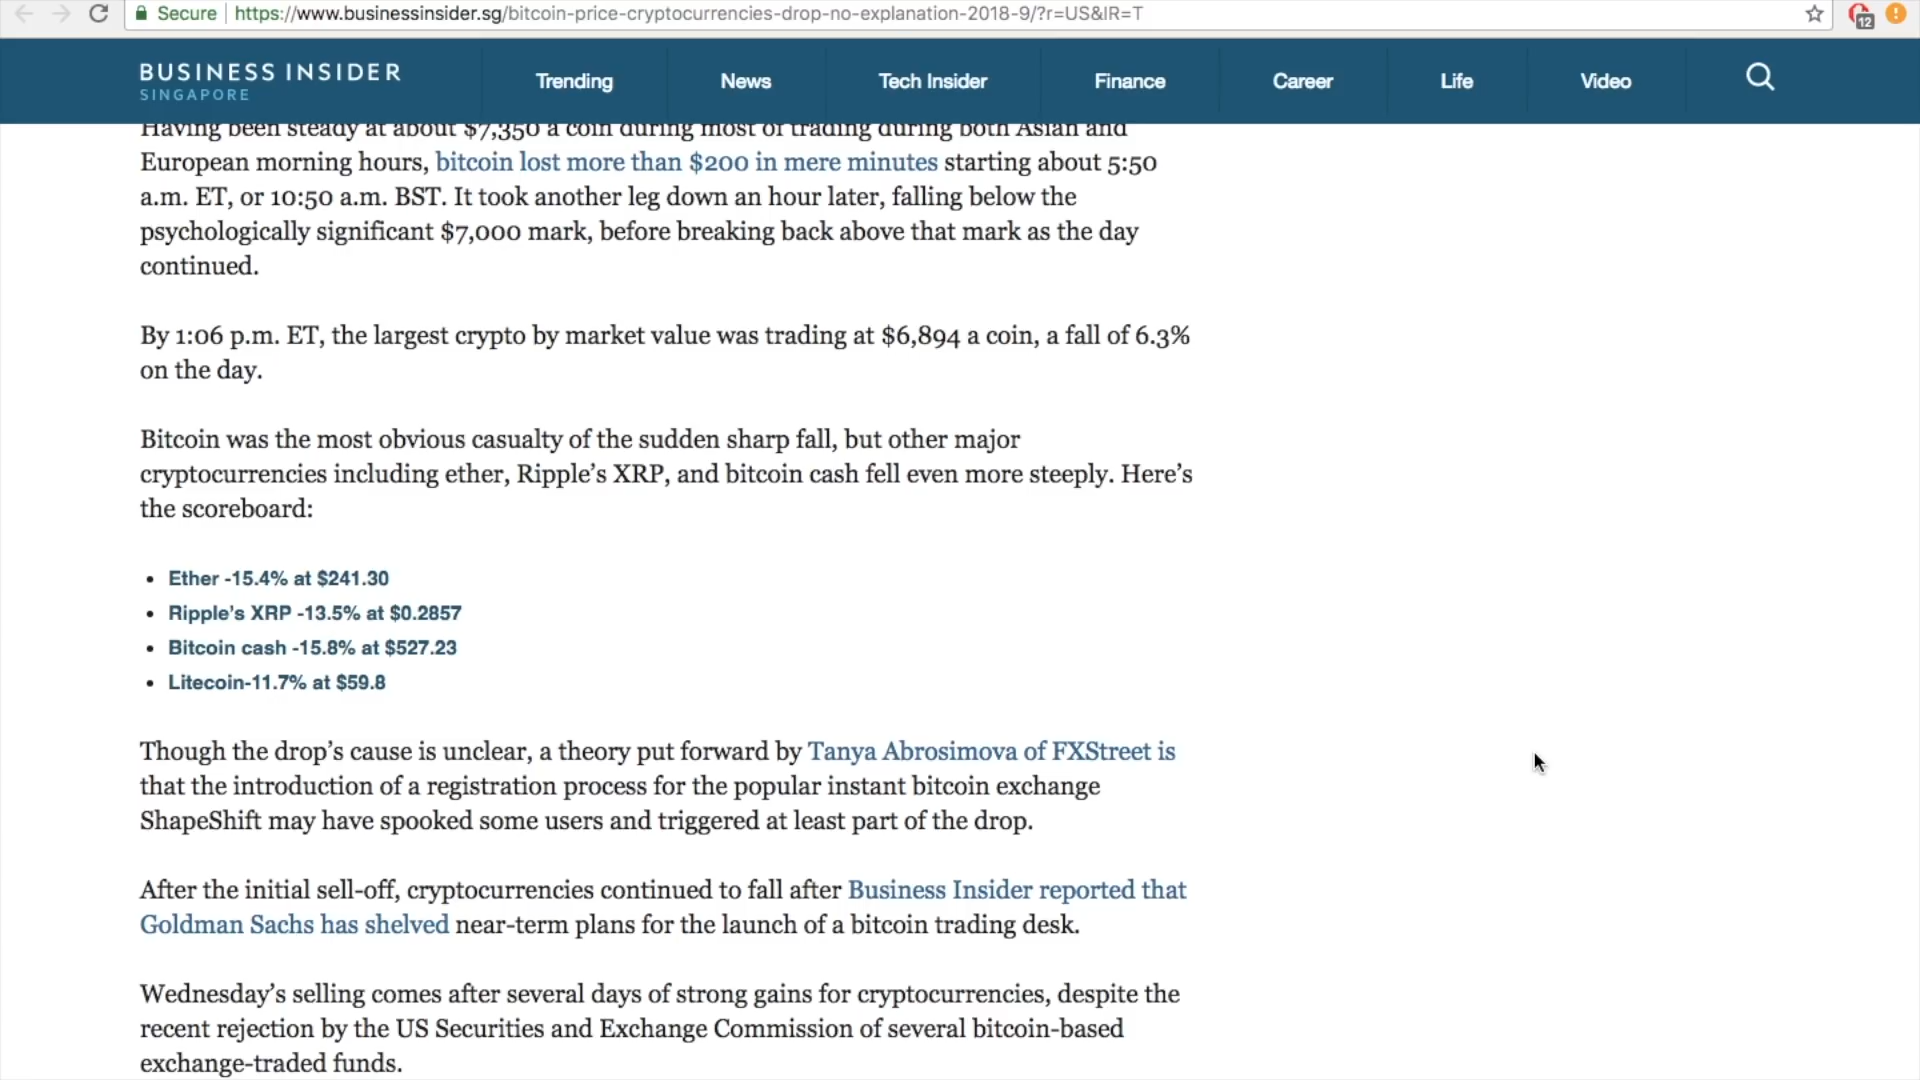 Secure https://www.businessinsider.sg/bitcoin-price-cryptocurrencies-drop-no-explanation-2018-9/?r=US&IR=T
12
BUSINESS INSIDER
SINGAPORE
Trending News Tech Insider Finance Career Life Video
Having been steady at about $7,350 a coin during most of trading during both Asian and
European morning hours, bitcoin lost more than $200 in mere minutes starting about 5:50
a.m. ET, or 10:50 a.m. BST. It took another leg down an hour later, falling below the
psychologically significant $7,000 mark, before breaking back above that mark as the day
continued.
By 1:06 p.m. ET, the largest crypto by market value was trading at $6,894 a coin, a fall of 6.3%
on the day.
Bitcoin was the most obvious casualty of the sudden sharp fall, but other major
cryptocurrencies including ether, Ripple’s XRP, and bitcoin cash fell even more steeply. Here’s
the scoreboard:
• Ether -15.4% at $241.30
• Ripple’s XRP -13.5% at $0.2857
• Bitcoin cash -15.8% at $527.23
• Litecoin-11.7% at $59.8
Though the drop’s cause is unclear, a theory put forward by Tanya Abrosimova of FXStreet is
that the introduction of a registration process for the popular instant bitcoin exchange
ShapeShift may have spooked some users and triggered at least part of the drop.
After the initial sell-off, cryptocurrencies continued to fall after Business Insider reported that
Goldman Sachs has shelved near-term plans for the launch of a bitcoin trading desk.
Wednesday’s selling comes after several days of strong gains for cryptocurrencies, despite the
recent rejection by the US Securities and Exchange Commission of several bitcoin-based
exchange-traded funds.